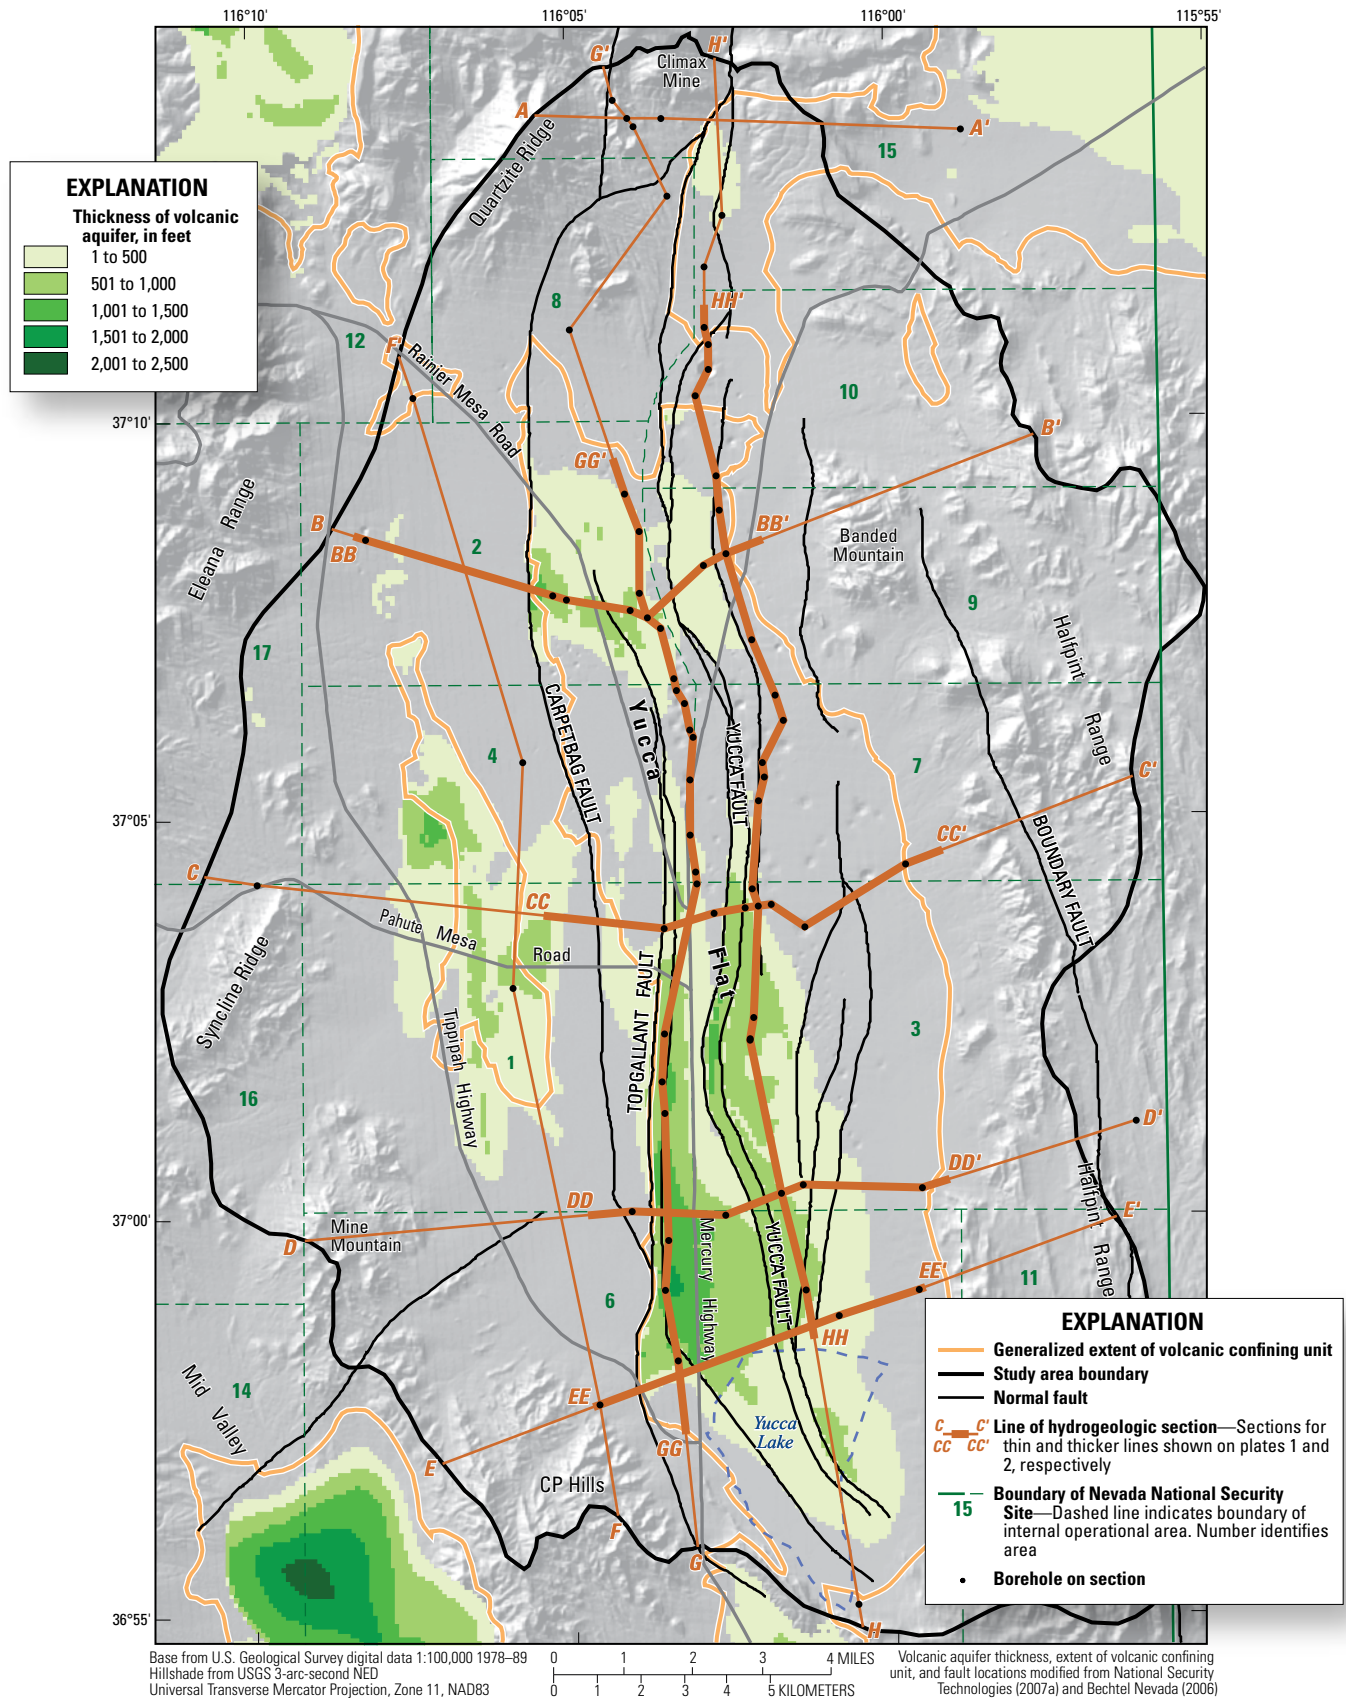 116°10'
116°05'
116°00'
115°55'
G'
H'
Climax
Mine
A
A'
Quartzite Ridge
15
EXPLANATION
Thickness of volcanic
aquifer, in feet
1 to 500
501 to 1,000
1,001 to 1,500
1,501 to 2,000
2,001 to 2,500
8
HH'
12
F'
Rainier Mesa
Road
10
37°10'
B'
GG'
Eleana Range
B
BB
BB'
2
Banded
Mountain
9
17
Halfpint
Range
CARPETBAG FAULT
Yucca
YUCCA FAULT
4
7
C'
37°05'
CC'
BOUNDARY FAULT
C
CC
Pahute Mesa
Road
Syncline Ridge
TOPGALLANT FAULT
Flat
Tippipah Highway
3
1
16
D'
DD'
DD
Halfpint Range
37°00'
Mine
Mountain
D
Mercury Highway
YUCCA FAULT
E'
EE'
11
6
HH
Mid Valley
14
EE
Yucca
Lake
GG
E
CP Hills
F
G
H
36°55'
EXPLANATION
Generalized extent of volcanic confining unit
Study area boundary
Normal fault
C C' Line of hydrogeologic section—Sections for
CC CC' thin and thicker lines shown on plates 1 and
2, respectively
Boundary of Nevada National Security
15 Site—Dashed line indicates boundary of
internal operational area. Number identifies
area
Borehole on section
Base from U.S. Geological Survey digital data 1:100,000 1978–89
Hillshade from USGS 3-arc-second NED
Universal Transverse Mercator Projection, Zone 11, NAD83
0 1 2 3 4 MILES
0 1 2 3 4 5 KILOMETERS
Volcanic aquifer thickness, extent of volcanic confining
unit, and fault locations modified from National Security
Technologies (2007a) and Bechtel Nevada (2006)